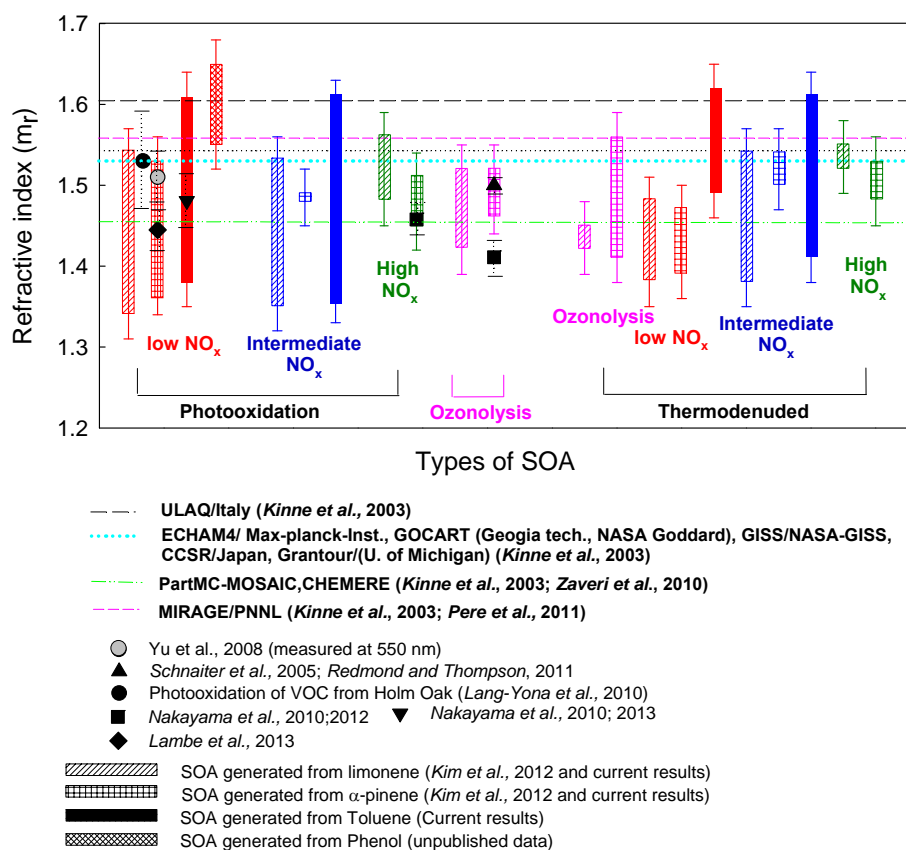 1.7
1.6
1.5
1.4
1.3
1.2
Refractive index (mr)
low NOx
Intermediate
NOx
High
NOx
Ozonolysis
low NOx
Intermediate
NOx
High
NOx
Photooxidation
Ozonolysis
Thermodenuded
Types of SOA
ULAQ/Italy (Kinne et al., 2003)
ECHAM4/ Max-planck-Inst., GOCART (Geogia tech., NASA Goddard), GISS/NASA-GISS,
CCSR/Japan, Grantour/(U. of Michigan) (Kinne et al., 2003)
PartMC-MOSAIC,CHEMERE (Kinne et al., 2003; Zaveri et al., 2010)
MIRAGE/PNNL (Kinne et al., 2003; Pere et al., 2011)
Yu et al., 2008 (measured at 550 nm)
Schnaiter et al., 2005; Redmond and Thompson, 2011
Photooxidation of VOC from Holm Oak (Lang-Yona et al., 2010)
Nakayama et al., 2010;2012 Nakayama et al., 2010; 2013
Lambe et al., 2013
SOA generated from limonene (Kim et al., 2012 and current results)
SOA generated from α-pinene (Kim et al., 2012 and current results)
SOA generated from Toluene (Current results)
SOA generated from Phenol (unpublished data)